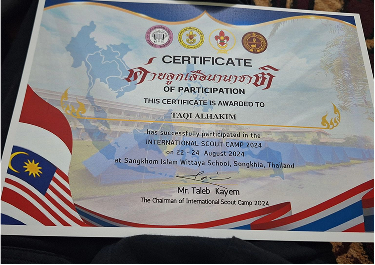 CERTIFICATE
ค่ายลูกเสือนานาชาติ
OF PARTICIPATION
THIS CERTIFICATE IS AWARDED TO
TAQI ALHAKIM
has successfully participated in the
INTERNATIONAL SCOUT CAMP 2024
on 22 -24 August 2024
at Sangkhom Islam Wittaya School, Songkhla, Thailand
Mr. Taleb Kayem
The Chairman of International Scout Camp 2024